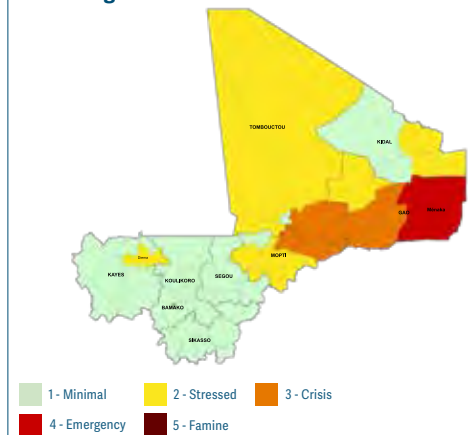 TOMBOUCTOU
KIDAL
GAO
MOPTI
KAYES
KOULIKORO
SEGOU
BAMAKO
SIKASSO
1 - Minimal
2 - Stressed
3 - Crisis
4 - Emergency
5 - Famine